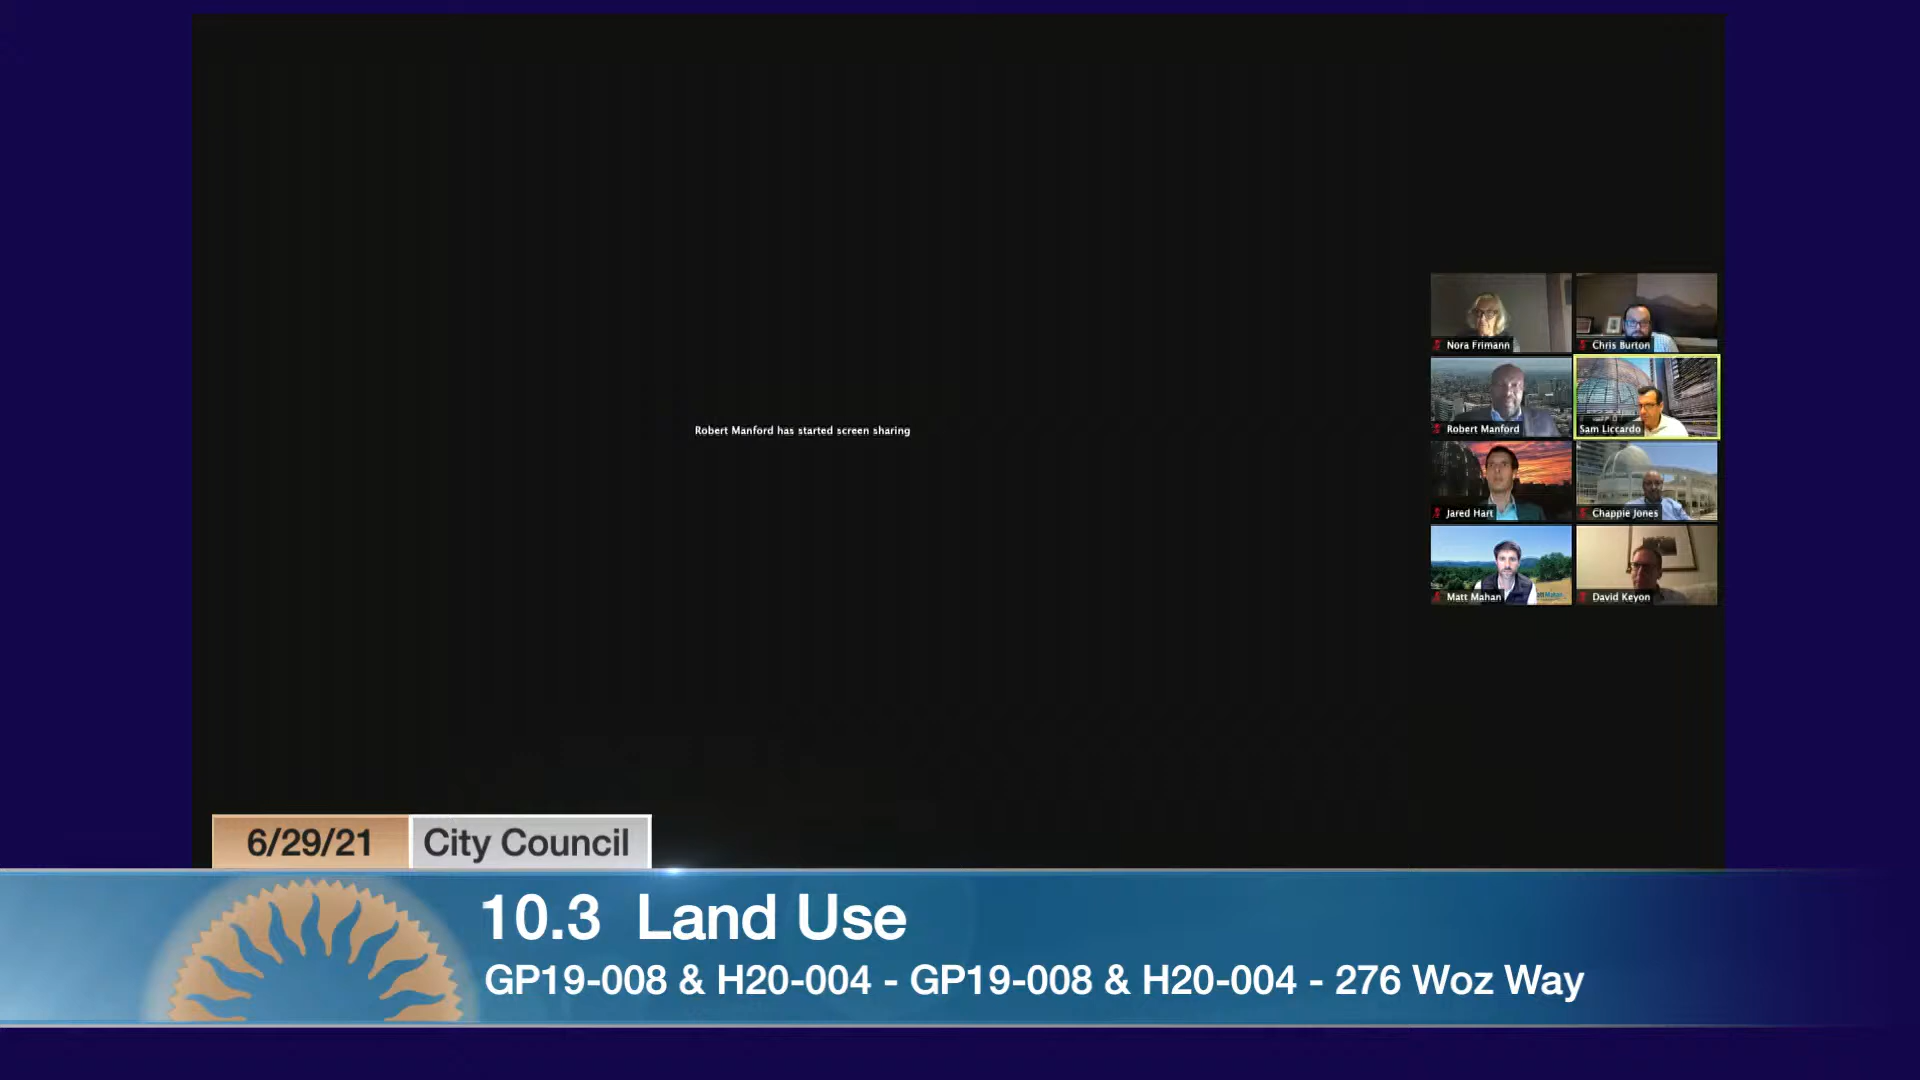 Robert Manford has started screen sharing
Nora Frimann
Chris Burton
Robert Manford
Sam Liccardo
Jared Hart
Chappie Jones
Matt Mahan
David Keyon
6/29/21
City Council
10.3 Land Use
GP19-008 & H20-004 - GP19-008 & H20-004 - 276 Woz Way